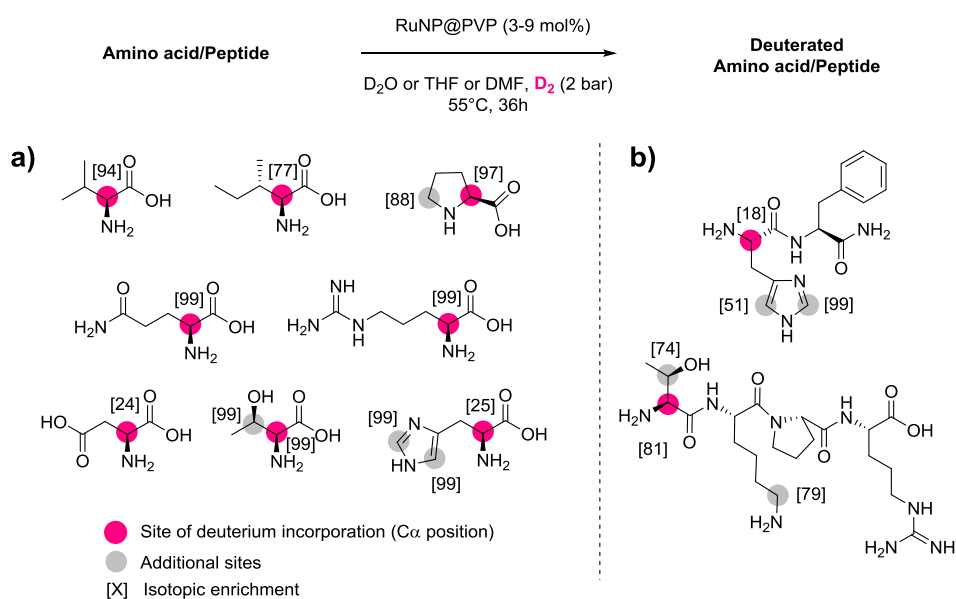 RuNP@PVP (3-9 mol%)
Amino acid/Peptide
Deuterated
Amino acid/Peptide
D2O or THF or DMF, D2 (2 bar)
55°C, 36h
a)
[94]
O
OH
NH2
[77]
O
OH
NH2
[97]
[88]
N
H
O
OH
O
[99]
O
H2N
OH
NH2
NH
[99]
O
H2N
N
H
OH
NH2
[24]
O
HO
OH
O
NH2
OH
O
[99]
OH
[99]
NH2
[25]
O
[99]
N
OH
HN
NH2
[99]
Site of deuterium incorporation (Cα position)
Additional sites
[X] Isotopic enrichment
b)
[18]
O
H2N
N
H
NH2
O
N
[51]
[99]
NH
[74]
OH
H
N
O
H
N
O
OH
H2N
N
O
O
[81]
[79]
H2N
NH
H2N
NH